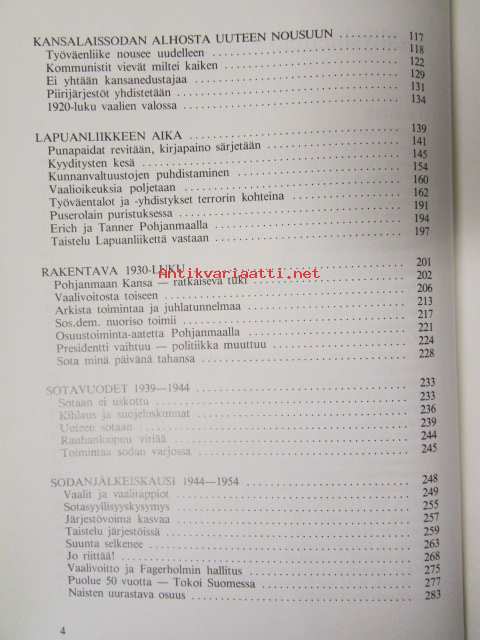 KANSALAISSODAN ALHOSTA UUTEEN NOUSUUN .......... 117
Työväenliike nousee uudelleen .......... 118
Kommunistit vievät miltei kaiken .......... 122
Ei yhtään kansanedustajaa .......... 129
Piirijärjestöt yhdistetään .......... 131
1920-luku vaalien valossa .......... 134
LAPUANLIIKKEEN AIKA .......... 139
Punapaidat revitään, kirjapaino särjetään .......... 141
Kyyditysten kesä .......... 145
Kunnanvaltuustojen puhdistaminen .......... 154
Vaalioikeuksia poljetaan .......... 160
Työväentalot ja -yhdistykset terrorin kohteina .......... 162
Puserolain puristuksessa .......... 191
Erich ja Tanner Pohjanmaalla .......... 194
Taistelu Lapuanliikettä vastaan .......... 197
RAKENTAVA 1930-LUKU .......... 201
Antikvariaatti.net
Pohjanmaan Kansa — ratkaiseva tuki .......... 202
Vaalivoitosta toiseen .......... 206
Arkista toimintaa ja juhlatunnelmaa .......... 213
Sos.dem. nuoriso toimii .......... 217
Osuustoiminta-aatetta Pohjanmaalla .......... 221
Presidentti vaihtuu — politiikka muuttuu .......... 224
Sota minä päivänä tahansa .......... 228
SOTAVUODET 1939—1944 .......... 233
Sotaan ei uskottu .......... 233
Kihlaus ja suojeluskunnat .......... 236
Uuteen sotaan .......... 239
Rauhankaipuu viriää .......... 244
Toimintaa sodan varjossa .......... 245
SODANJÄLKEISKAUSI 1944—1954 .......... 248
Vaalit ja vaalitappiot .......... 249
Sotasyyllisyyskysymys .......... 255
Järjestövoima kasvaa .......... 257
Taistelu järjestöissä .......... 259
Suunta selkenee .......... 263
Jo riittää! .......... 268
Vaalivoitto ja Fagerholmin hallitus .......... 275
Puolue 50 vuotta — Tokoi Suomessa .......... 277
Naisten uurastava osuus .......... 283
4